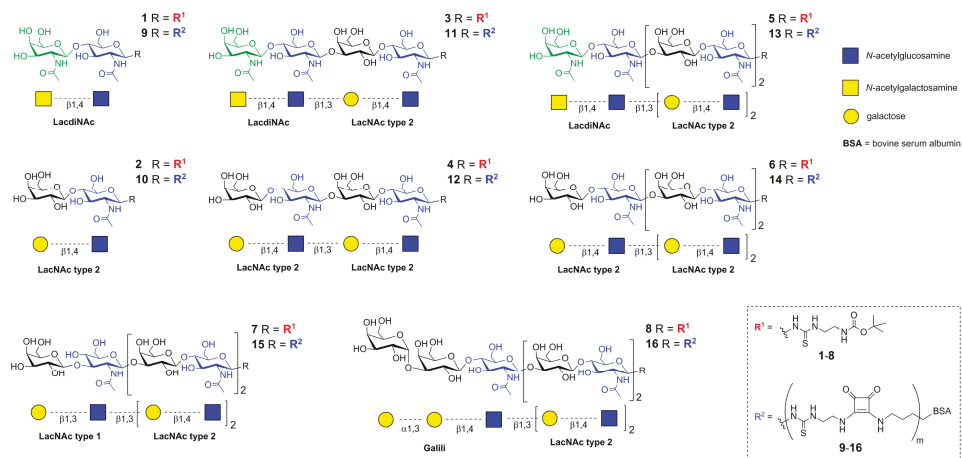 1 R = R¹
9 R = R²
β1,4
LacdiNAc
3 R = R¹
11 R = R²
β1,4
β1,3
β1,4
LacdiNAc
LacNAc type 2
5 R = R¹
13 R = R²
2
β1,4
β1,3
β1,4
2
LacdiNAc
LacNAc type 2
N-acetylglucosamine
N-acetylgalactosamine
galactose
BSA = bovine serum albumin
2 R = R¹
10 R = R²
β1,4
LacNAc type 2
4 R = R¹
12 R = R²
β1,4
β1,3
β1,4
LacNAc type 2
LacNAc type 2
6 R = R¹
14 R = R²
2
β1,4
β1,3
β1,4
2
LacNAc type 2
LacNAc type 2
7 R = R¹
15 R = R²
2
β1,3
β1,3
β1,4
2
LacNAc type 1
LacNAc type 2
8 R = R¹
16 R = R²
2
α1,3
β1,4
β1,3
β1,4
2
Galili
LacNAc type 2
R¹ =
1-8
R² =
BSA
m
9-16